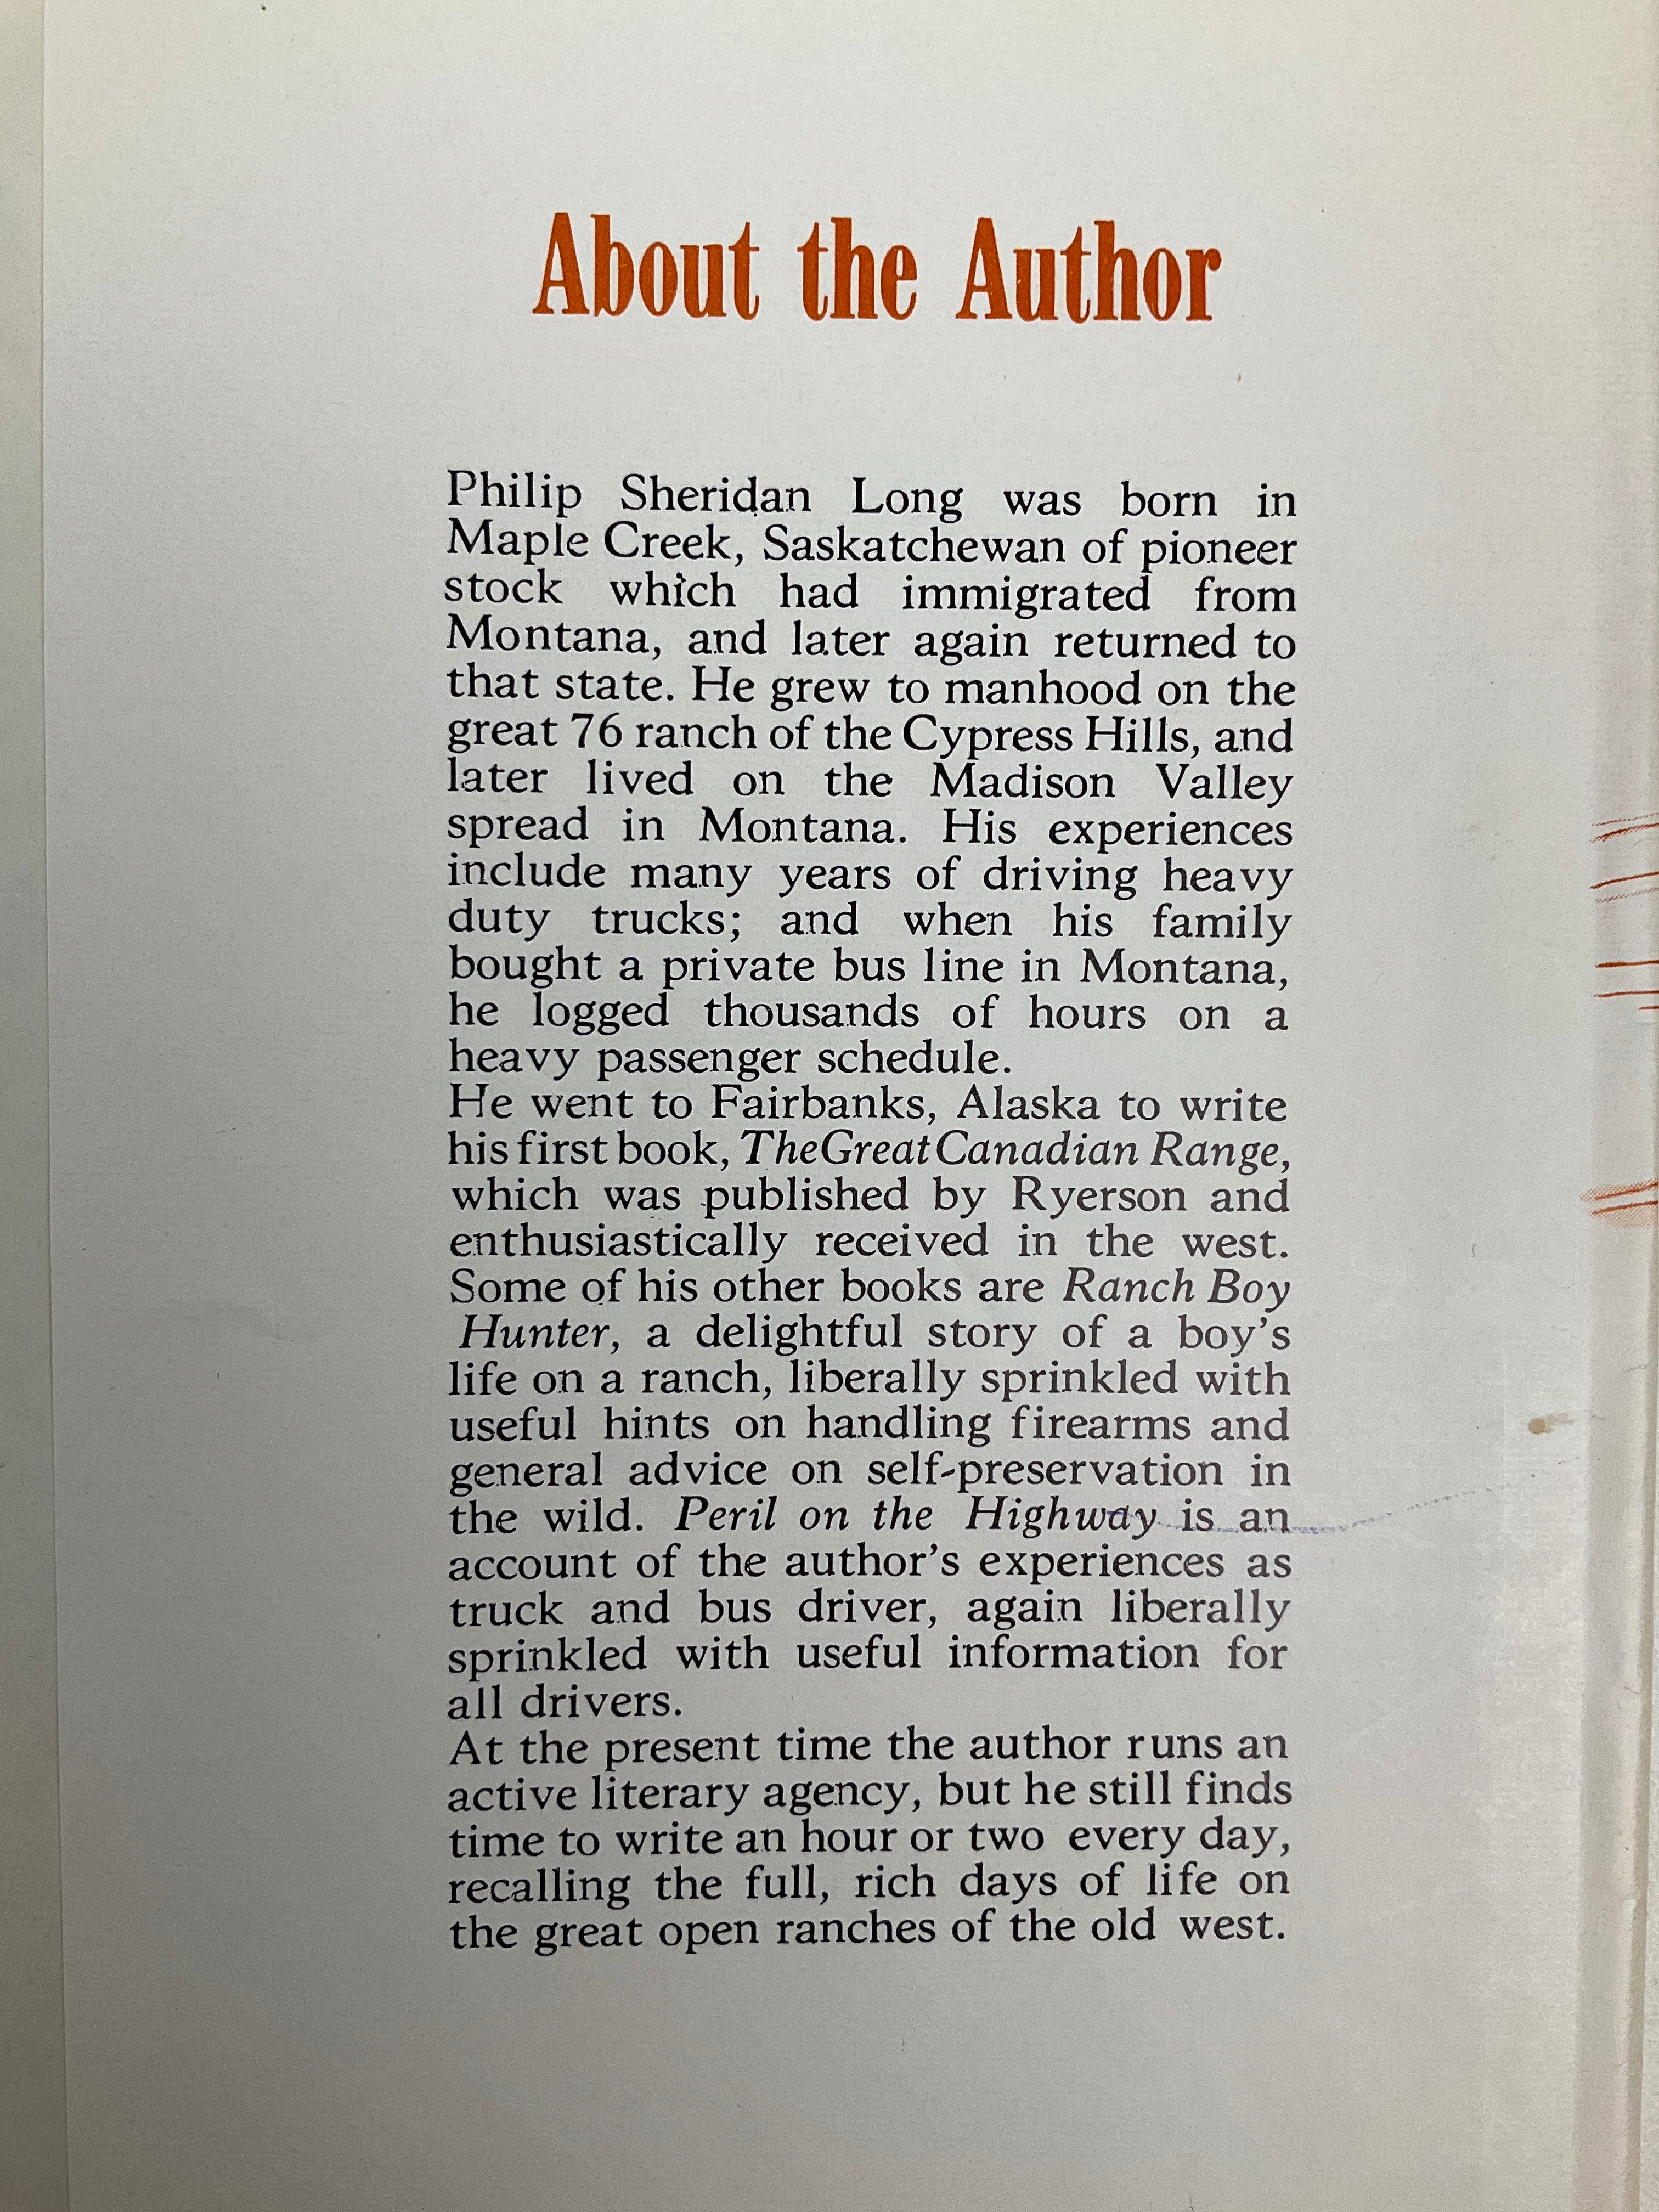 About the Author
Philip Sheridan Long was born in
Maple Creek, Saskatchewan of pioneer
stock which had immigrated from
Montana, and later again returned to
that state. He grew to manhood on the
great 76 ranch of the Cypress Hills, and
later lived on the Madison Valley
spread in Montana. His experiences
include many years of driving heavy
duty trucks; and when his family
bought a private bus line in Montana,
he logged thousands of hours on a
heavy passenger schedule.
He went to Fairbanks, Alaska to write
his first book, The Great Canadian Range,
which was published by Ryerson and
enthusiastically received in the west.
Some of his other books are Ranch Boy
Hunter, a delightful story of a boy's
life on a ranch, liberally sprinkled with
useful hints on handling firearms and
general advice on self-preservation in
the wild. Peril on the Highway is an
account of the author's experiences as
truck and bus driver, again liberally
sprinkled with useful information for
all drivers.
At the present time the author runs an
active literary agency, but he still finds
time to write an hour or two every day,
recalling the full, rich days of life on
the great open ranches of the old west.